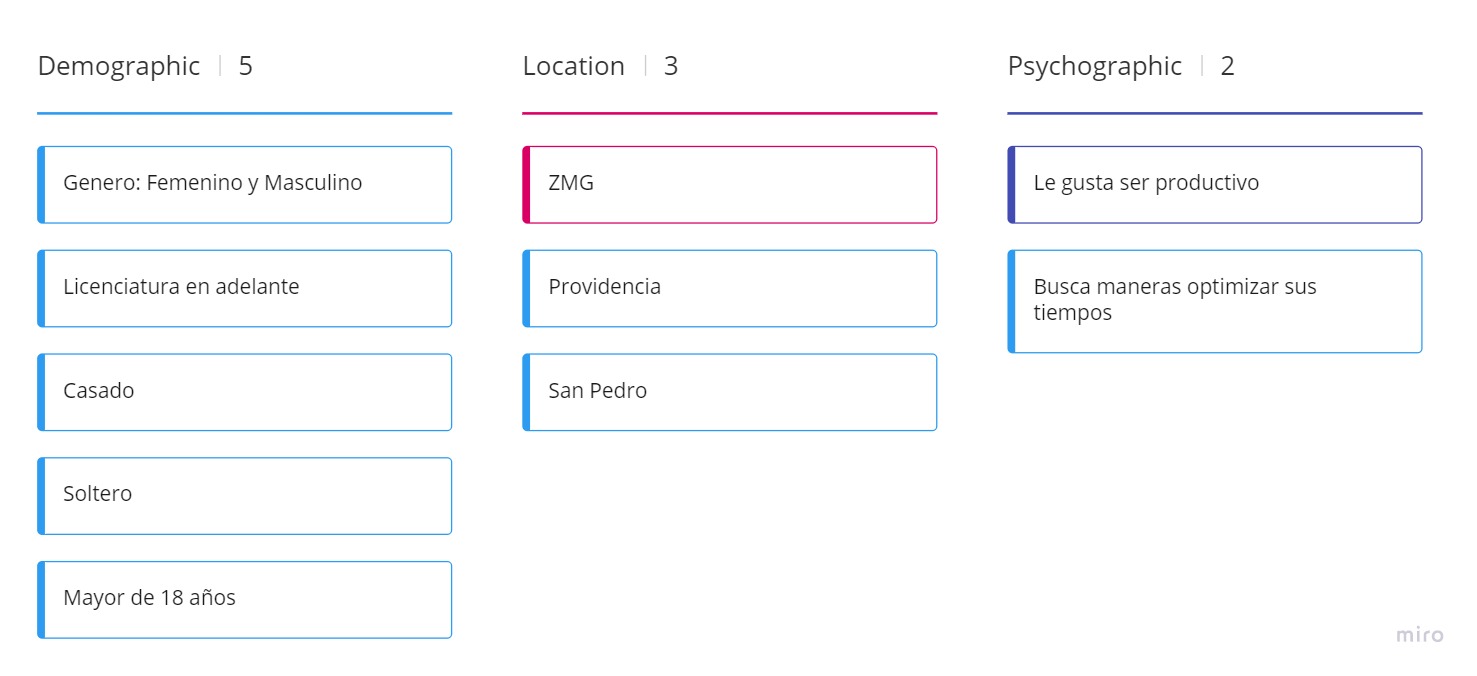 Demographic | 5
Genero: Femenino y Masculino
Licenciatura en adelante
Casado
Soltero
Mayor de 18 años
Location | 3
ZMG
Providencia
San Pedro
Psychographic | 2
Le gusta ser productivo
Busca maneras optimizar sus
tiempos
miro